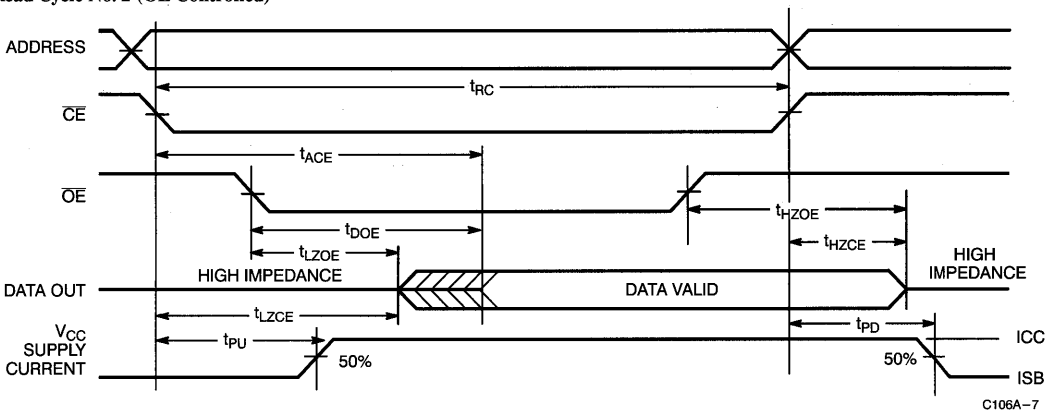 Read Cycle No. 2 (OE Controlled)
ADDRESS
tRC
CE
tACE
OE
tHZOE
tDOE
tLZOE
tHZCE
HIGH IMPEDANCE
HIGH
IMPEDANCE
DATA OUT
DATA VALID
tLZCE
tPD
VCC
SUPPLY
CURRENT
tPU
50%
50%
ICC
ISB
C106A-7